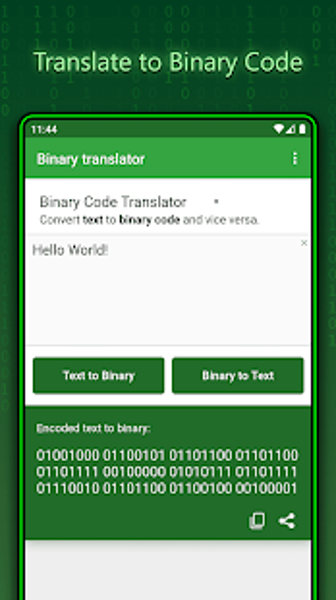 Translate to Binary Code
11:44
Binary translator
Binary Code Translator
Convert text to binary code and vice versa.
Hello World!
Text to Binary
Binary to Text
Encoded text to binary:
01001000 01100101 01101100 01101100
01101111 00100000 01010111 01101111
01110010 01101100 01100100 00100001